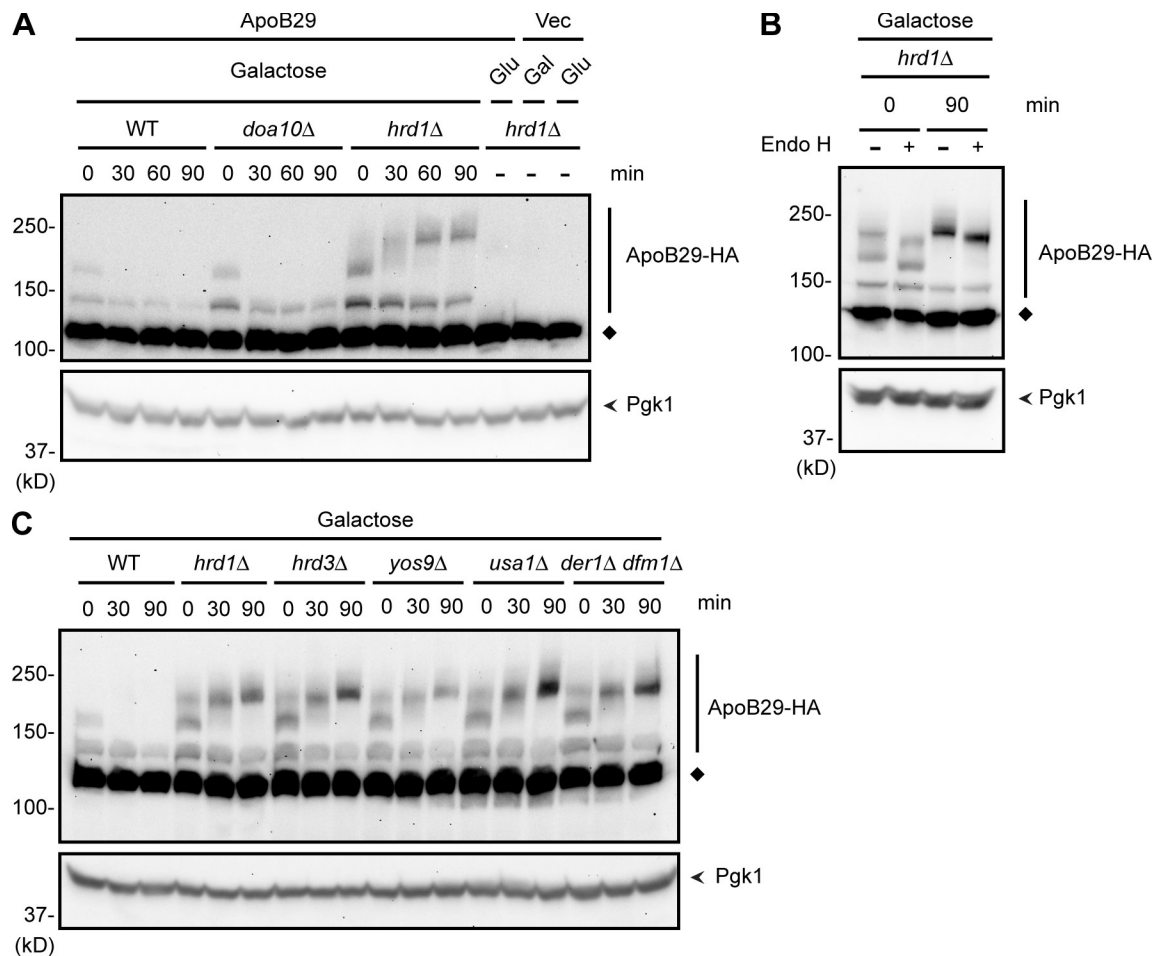 A
ApoB29 Vec
Galactose Glu Gal Glu
WT doa10Δ hrd1Δ hrd1Δ
0 30 60 90 0 30 60 90 0 30 60 90 - - - min
250-
150-
100-
ApoB29-HA
◆
Pgk1
37-
(kD)
B
Galactose
hrd1Δ
0 90 min
Endo H - + - +
250-
150-
100-
ApoB29-HA
◆
Pgk1
37-
(kD)
C
Galactose
WT hrd1Δ hrd3Δ yos9Δ usa1Δ der1Δ dfm1Δ
0 30 90 0 30 90 0 30 90 0 30 90 0 30 90 0 30 90 min
250-
150-
100-
ApoB29-HA
◆
Pgk1
37-
(kD)